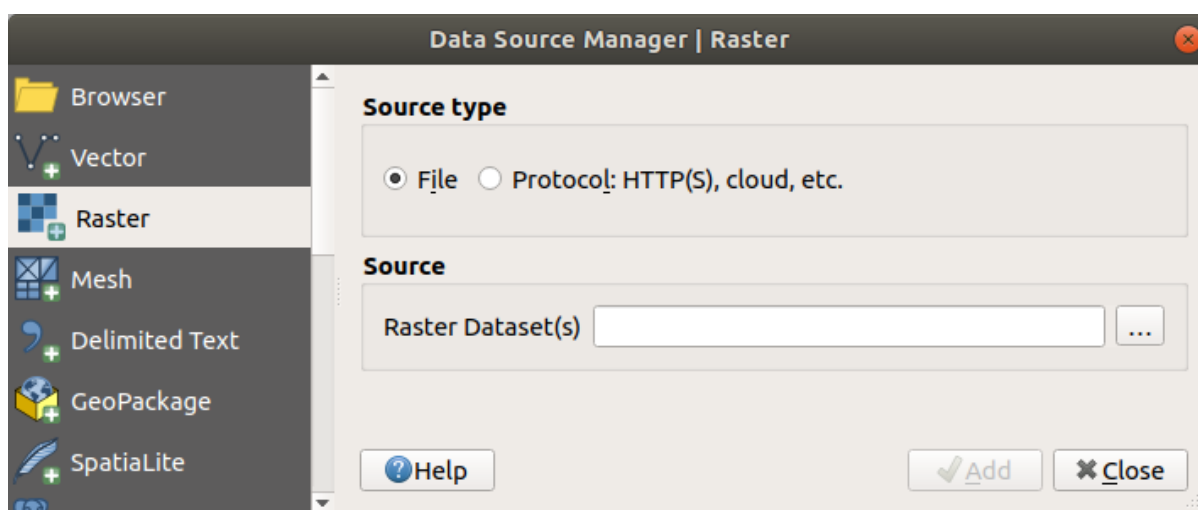 Data Source Manager | Raster
Browser
Vector
Raster
Mesh
Delimited Text
GeoPackage
SpatiaLite
Source type
File Protocol: HTTP(S), cloud, etc.
Source
Raster Dataset(s) ...
Help Add Close